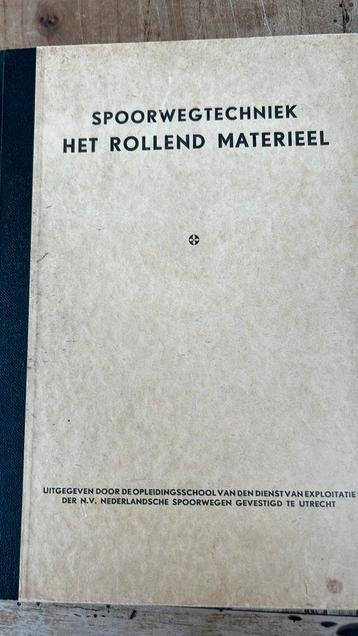 SPOORWEGTECHNIEK
HET ROLLEND MATERIEEL
UITGEGEVEN DOOR DE OPLEIDINGSSCHOOL VAN DEN DIENST VAN EXPLOITATIE
DER N.V. NEDERLANDSCHE SPOORWEGEN GEVESTIGD TE UTRECHT